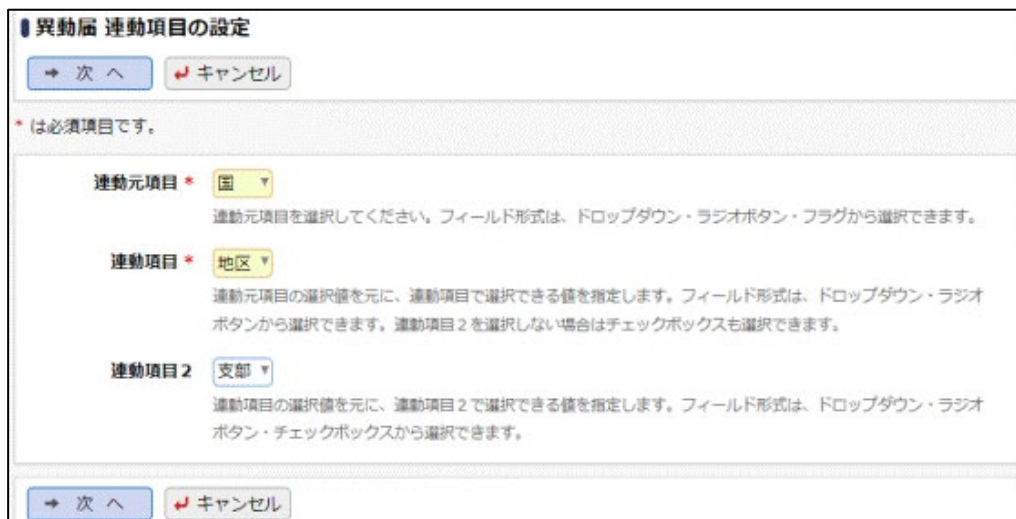 異動届 連動項目の設定
→ 次 へ キャンセル
* は必須項目です。
連動元項目 * 国
連動元項目を選択してください。フィールド形式は、ドロップダウン・ラジオボタン・フラグから選択できます。
連動項目 * 地区
連動元項目の選択値を元に、連動項目で選択できる値を指定します。フィールド形式は、ドロップダウン・ラジオ
ボタンから選択できます。連動項目２を選択しない場合はチェックボックスも選択できます。
連動項目２ 支部
連動項目の選択値を元に、連動項目２で選択できる値を指定します。フィールド形式は、ドロップダウン・ラジオ
ボタン・チェックボックスから選択できます。
→ 次 へ キャンセル